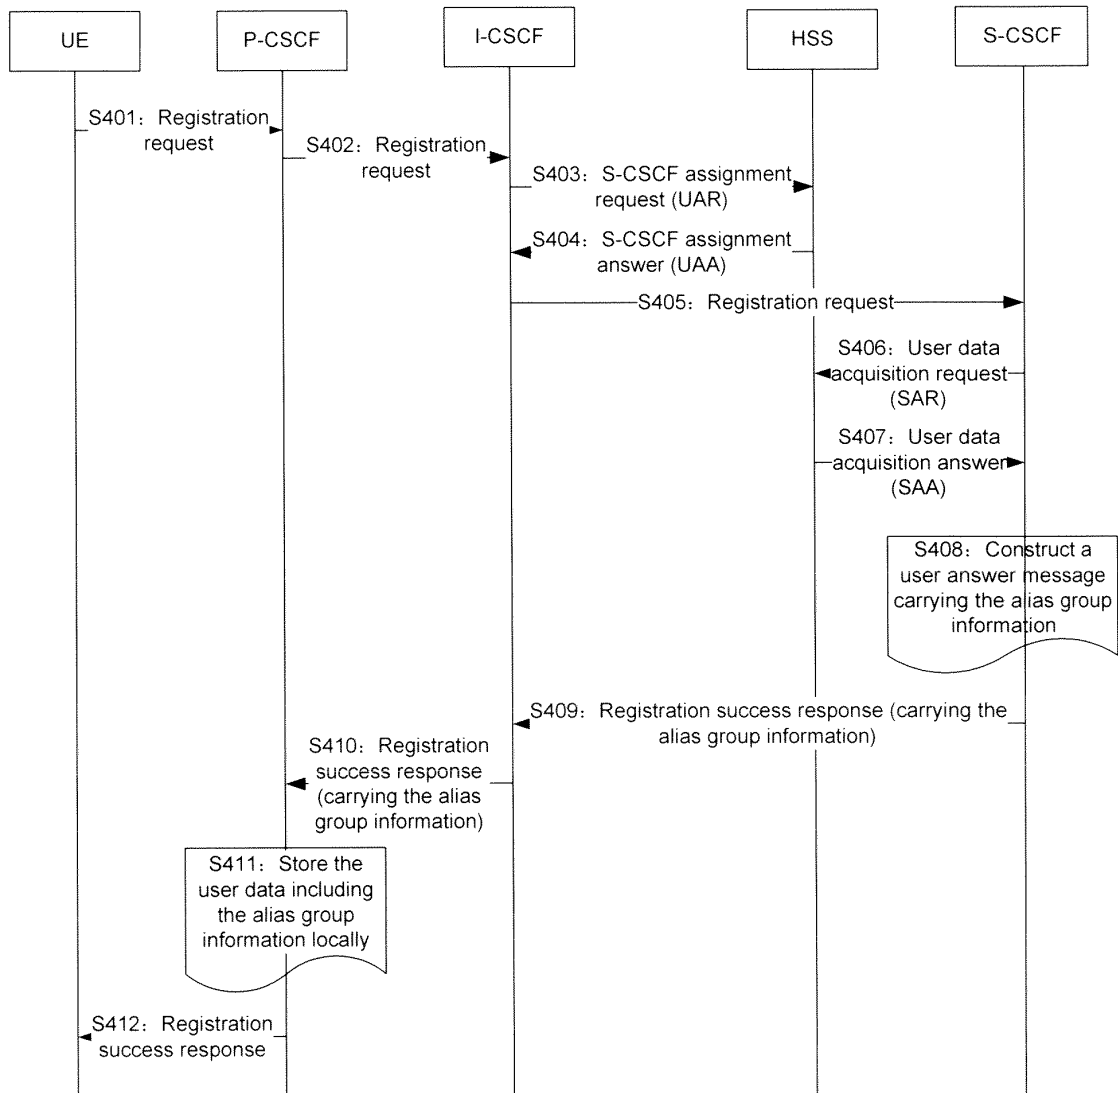 UE
P-CSCF
I-CSCF
HSS
S-CSCF
S401: Registration
request
S402: Registration
request
S403: S-CSCF assignment
request (UAR)
S404: S-CSCF assignment
answer (UAA)
S405: Registration request
S406: User data
acquisition request
(SAR)
S407: User data
acquisition answer
(SAA)
S408: Construct a
user answer message
carrying the alias group
information
S409: Registration success response (carrying the
alias group information)
S410: Registration
success response
(carrying the alias
group information)
S411: Store the
user data including
the alias group
information locally
S412: Registration
success response